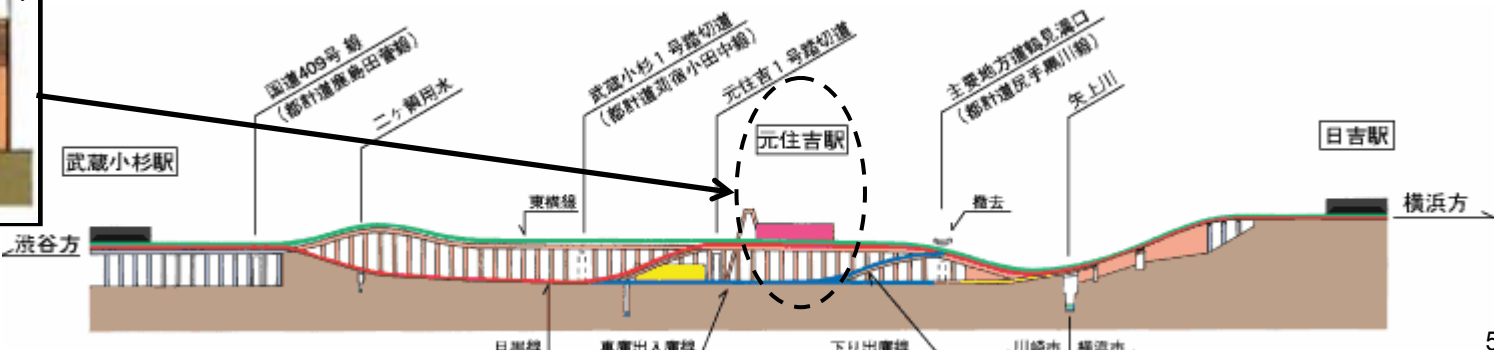 国道409号 線
(都計道鹿島田菅線)
二ケ領用水
武蔵小杉1号踏切道
(都計道苅宿小田中線)
元住吉1号踏切道
主要地方道鶴見溝口
(都計道尻手黒川線)
矢上川
武蔵小杉駅
元住吉駅
日吉駅
東横線
撤去
渋谷方
横浜方
目黒線
車庫出入庫線
下り出庫線
川崎市
横浜市
5